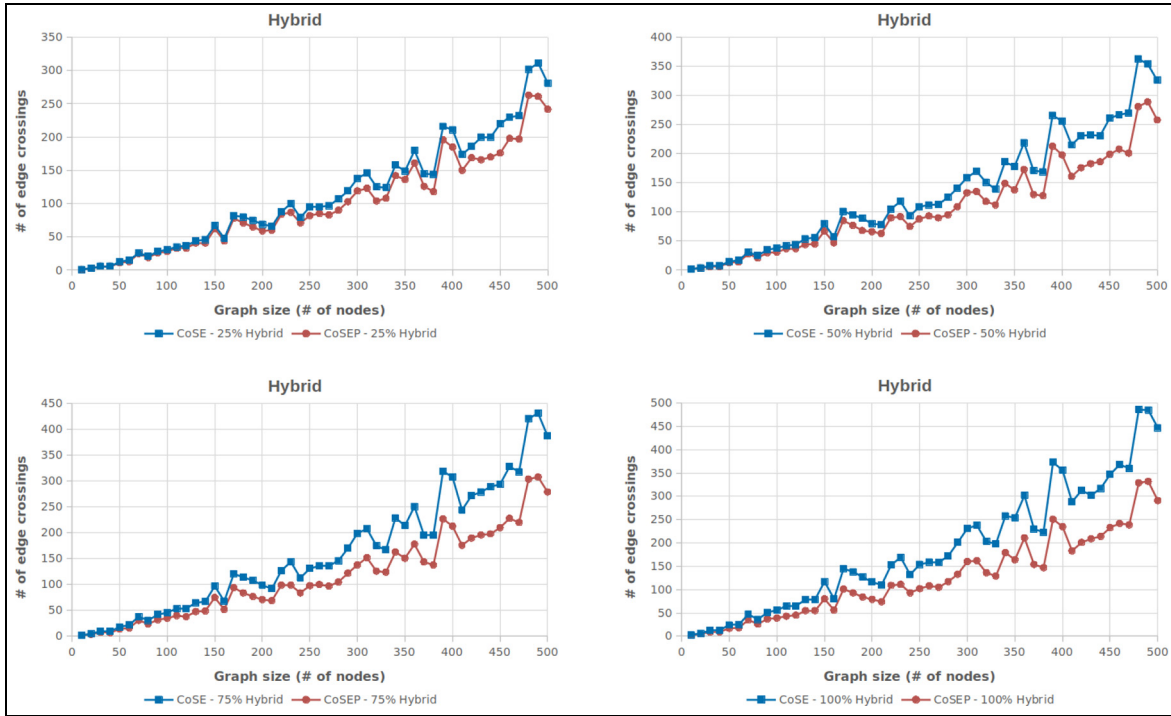 Hybrid
# of edge crossings
350
300
250
200
150
100
50
0
0 50 100 150 200 250 300 350 400 450 500
Graph size (# of nodes)
CoSE - 25% Hybrid CoSEP - 25% Hybrid
Hybrid
# of edge crossings
400
350
300
250
200
150
100
50
0
0 50 100 150 200 250 300 350 400 450 500
Graph size (# of nodes)
CoSE - 50% Hybrid CoSEP - 50% Hybrid
Hybrid
# of edge crossings
450
400
350
300
250
200
150
100
50
0
0 50 100 150 200 250 300 350 400 450 500
Graph size (# of nodes)
CoSE - 75% Hybrid CoSEP - 75% Hybrid
Hybrid
# of edge crossings
500
450
400
350
300
250
200
150
100
50
0
0 50 100 150 200 250 300 350 400 450 500
Graph size (# of nodes)
CoSE - 100% Hybrid CoSEP - 100% Hybrid